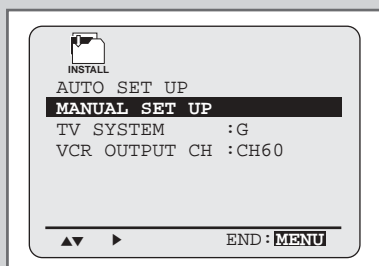 INSTALL
AUTO SET UP
MANUAL SET UP
TV SYSTEM :G
VCR OUTPUT CH :CH60
▲▼ ▶ END:MENU